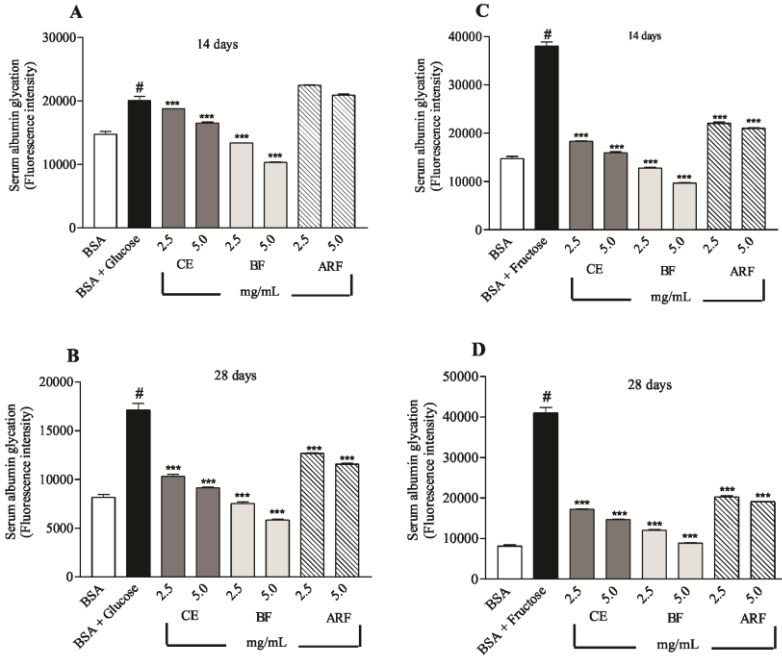 A
14 days
Serum albumin glycation
(Fluorescence intensity)
30000
20000
10000
0
#
***
***
***
***
BSA
BSA + Glucose
2.5
5.0
2.5
5.0
2.5
5.0
CE
BF
ARF
mg/mL
C
14 days
Serum albumin glycation
(Fluorescence intensity)
40000
30000
20000
10000
0
#
***
***
***
***
***
***
BSA
BSA + Fructose
2.5
5.0
2.5
5.0
2.5
5.0
CE
BF
ARF
mg/mL
B
28 days
Serum albumin glycation
(Fluorescence intensity)
20000
15000
10000
5000
0
#
***
***
***
***
***
***
BSA
BSA + Glucose
2.5
5.0
2.5
5.0
2.5
5.0
CE
BF
ARF
mg/mL
D
28 days
Serum albumin glycation
(Fluorescence intensity)
50000
40000
30000
20000
10000
0
#
***
***
***
***
***
***
BSA
BSA + Fructose
2.5
5.0
2.5
5.0
2.5
5.0
CE
BF
ARF
mg/mL